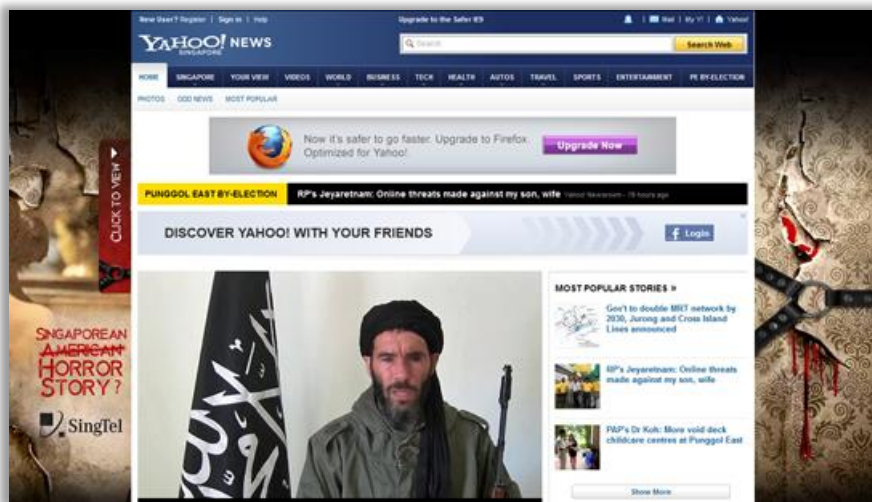 New User? Register | Sign In | Help
Upgrade to the Safer IE9
Mail | My Y! | Yahoo!
YAHOO! NEWS
SINGAPORE
Search
Search Web
HOME SINGAPORE YOUR VIEW VIDEOS WORLD BUSINESS TECH HEALTH AUTOS TRAVEL SPORTS ENTERTAINMENT PE BY-ELECTION
PHOTOS ODD NEWS MOST POPULAR
Now it's safer to go faster. Upgrade to Firefox.
Optimized for Yahoo!
Upgrade Now
CLICK TO VIEW
PUNGGOL EAST BY-ELECTION
RP's Jeyaretnam: Online threats made against my son, wife Yahoo! Newsroom - 19 hours ago
DISCOVER YAHOO! WITH YOUR FRIENDS
f Login
MOST POPULAR STORIES »
Gov't to double MRT network by
2030, Jurong and Cross Island
Lines announced
RP's Jeyaretnam: Online threats
made against my son, wife
PAP's Dr Koh: More void deck
childcare centres at Punggol East
Show More
SINGAPOREAN
AMERICAN
HORROR
STORY?
SingTel